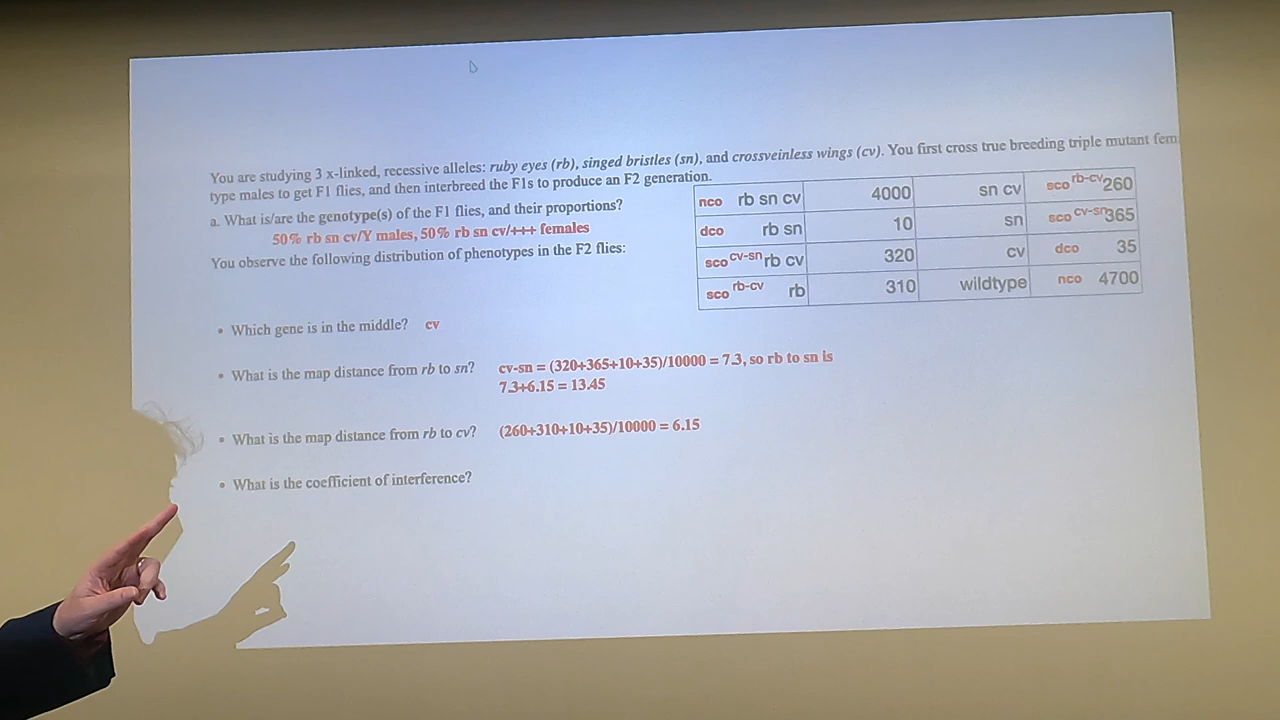 You are studying 3 x-linked, recessive alleles: ruby eyes (rb), singed bristles (sn), and crossveinless wings (cv). You first cross true breeding triple mutant fem
type males to get F1 flies, and then interbreed the F1s to produce an F2 generation.
a. What is/are the genotype(s) of the F1 flies, and their proportions?
50% rb sn cv/Y males, 50% rb sn cv/+++ females
You observe the following distribution of phenotypes in the F2 flies:
nco rb sn cv 4000 sn cv sco rb-cv 260
dco rb sn 10 sn sco cv-sn 365
sco cv-sn rb cv 320 cv dco 35
sco rb-cv rb 310 wildtype nco 4700
• Which gene is in the middle? cv
• What is the map distance from rb to sn? cv-sn = (320+365+10+35)/10000 = 7.3, so rb to sn is
7.3+6.15 = 13.45
• What is the map distance from rb to cv? (260+310+10+35)/10000 = 6.15
• What is the coefficient of interference?